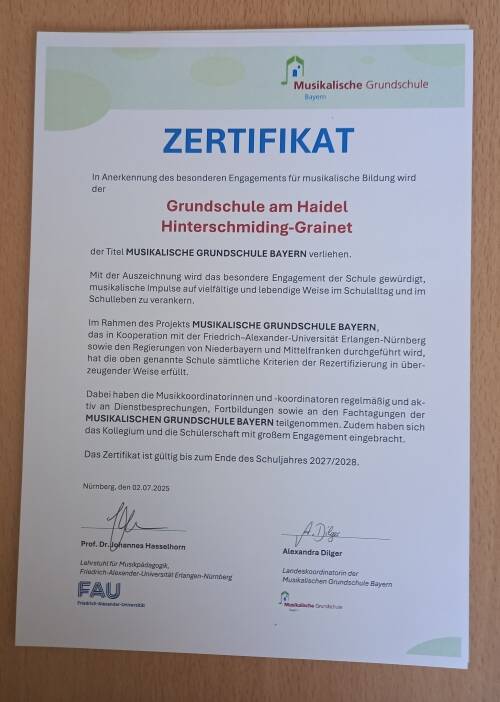 Musikalische Grundschule
Bayern
ZERTIFIKAT
In Anerkennung des besonderen Engagements für musikalische Bildung wird
der
Grundschule am Haidel
Hinterschmiding-Grainet
der Titel MUSIKALISCHE GRUNDSCHULE BAYERN verliehen.
Mit der Auszeichnung wird das besondere Engagement der Schule gewürdigt,
musikalische Impulse auf vielfältige und lebendige Weise im Schulalltag und im
Schulleben zu verankern.
Im Rahmen des Projekts MUSIKALISCHE GRUNDSCHULE BAYERN,
das in Kooperation mit der Friedrich–Alexander-Universität Erlangen-Nürnberg
sowie den Regierungen von Niederbayern und Mittelfranken durchgeführt wird,
hat die oben genannte Schule sämtliche Kriterien der Rezertifizierung in über-
zeugender Weise erfüllt.
Dabei haben die Musikkoordinatorinnen und -koordinatoren regelmäßig und ak-
tiv an Dienstbesprechungen, Fortbildungen sowie an den Fachtagungen der
MUSIKALISCHEN GRUNDSCHULE BAYERN teilgenommen. Zudem haben sich
das Kollegium und die Schülerschaft mit großem Engagement eingebracht.
Das Zertifikat ist gültig bis zum Ende des Schuljahres 2027/2028.
Nürnberg, den 02.07.2025
A. Dilger
Prof. Dr. Johannes Hasselhorn
Alexandra Dilger
Lehrstuhl für Musikpädagogik,
Friedrich-Alexander-Universität Erlangen-Nürnberg
Landeskoordinatorin der
Musikalischen Grundschule Bayern
FAU
Friedrich-Alexander-Universität
Musikalische Grundschule
Bayern